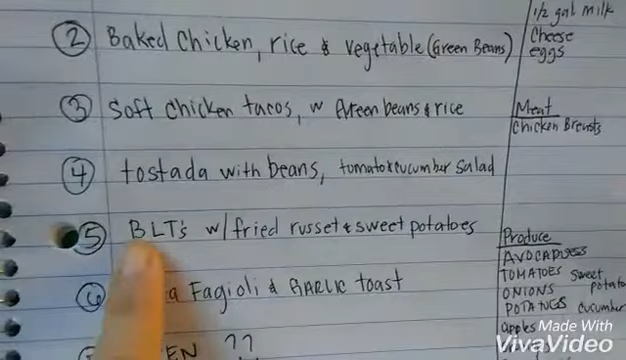 ② Baked Chicken, rice & vegetable (Green Beans)
③ Soft Chicken tacos, w Green beans & rice
④ tostada with beans, tomato & cucumber salad
⑤ BLT's w/ fried russet & sweet potatoes
⑥ a Fagioli & GARLIC toast
EN ??
1/2 gal milk
Cheese
eggs
Meat
Chicken Breasts
Produce
AVOCADOES
TOMATOES sweet potato
ONIONS
POTATOES cucumber
apples
Made With
VivaVideo